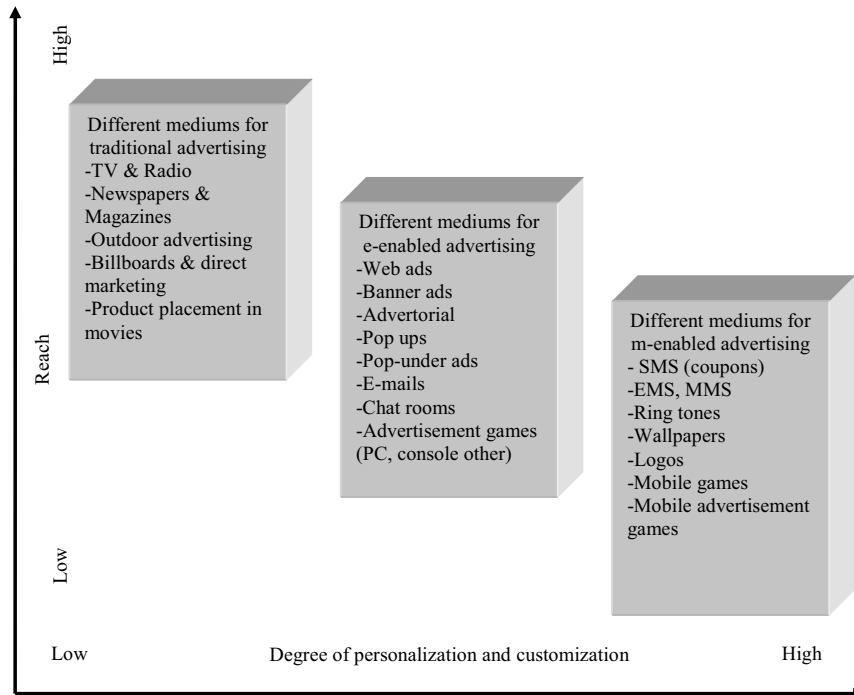 High
Reach
Low
Different mediums for
traditional advertising
-TV & Radio
-Newspapers &
Magazines
-Outdoor advertising
-Billboards & direct
marketing
-Product placement in
movies
Different mediums for
e-enabled advertising
-Web ads
-Banner ads
-Advertorial
-Pop ups
-Pop-under ads
-E-mails
-Chat rooms
-Advertisement games
(PC, console other)
Different mediums for
m-enabled advertising
- SMS (coupons)
-EMS, MMS
-Ring tones
-Wallpapers
-Logos
-Mobile games
-Mobile advertisement
games
Low Degree of personalization and customization High